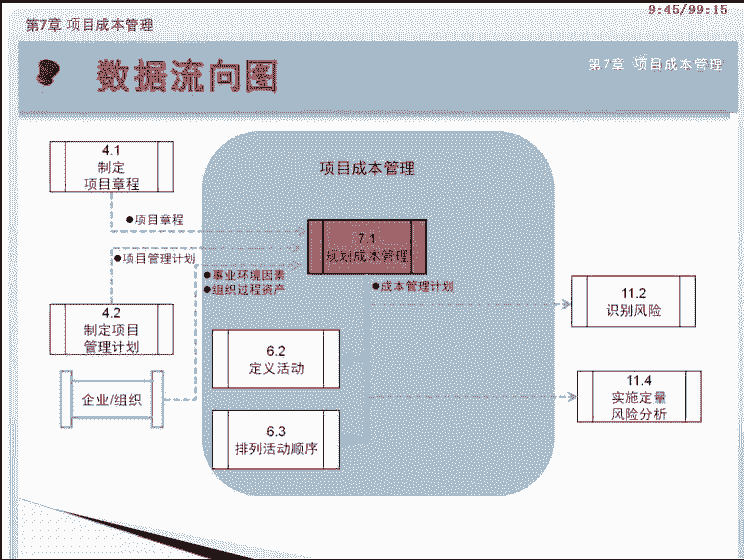 9:45/99:15
第7章 项目成本管理
数据流向图
第7章 项目成本管理
4.1
制定
项目章程
项目成本管理
●项目章程
7.1
规划成本管理
●项目管理计划
●事业环境因素
●组织过程资产
●成本管理计划
4.2
制定项目
管理计划
11.2
识别风险
6.2
定义活动
企业/组织
11.4
实施定量
风险分析
6.3
排列活动顺序